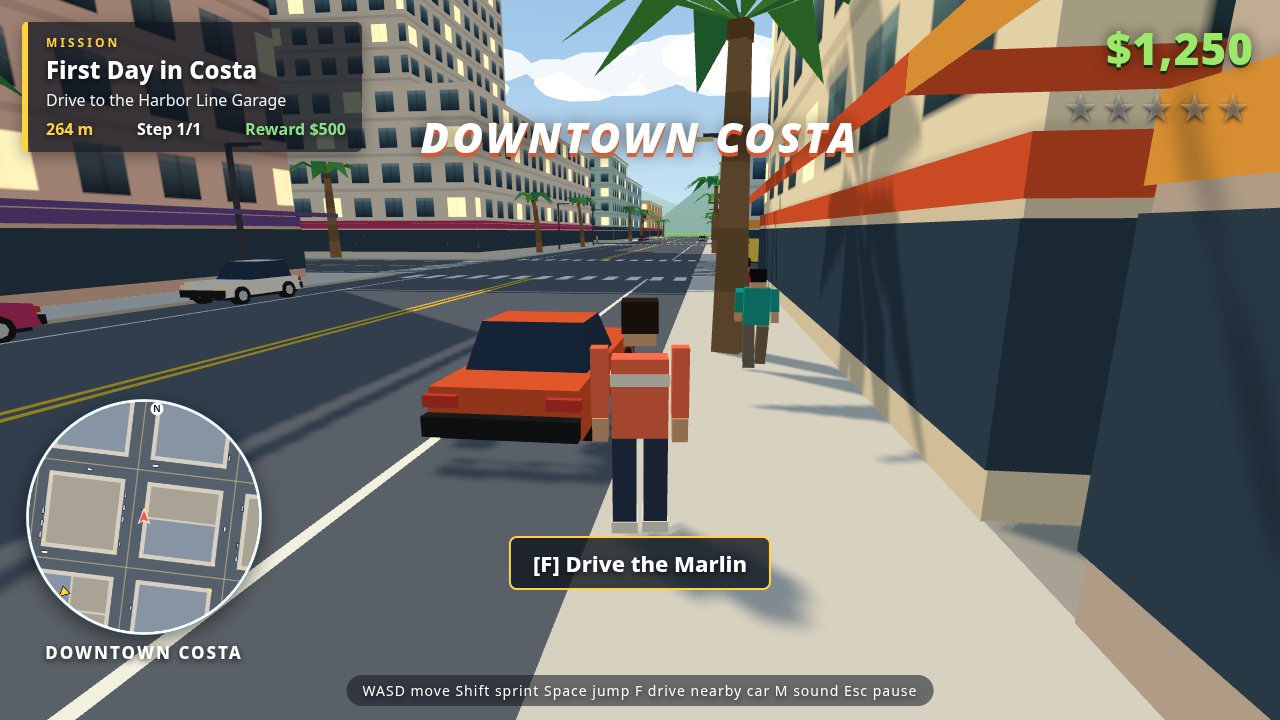 MISSION
First Day in Costa
Drive to the Harbor Line Garage
264 m Step 1/1 Reward $500
$1,250
DOWNTOWN COSTA
[F] Drive the Marlin
N
DOWNTOWN COSTA
WASD move Shift sprint Space jump F drive nearby car M sound Esc pause